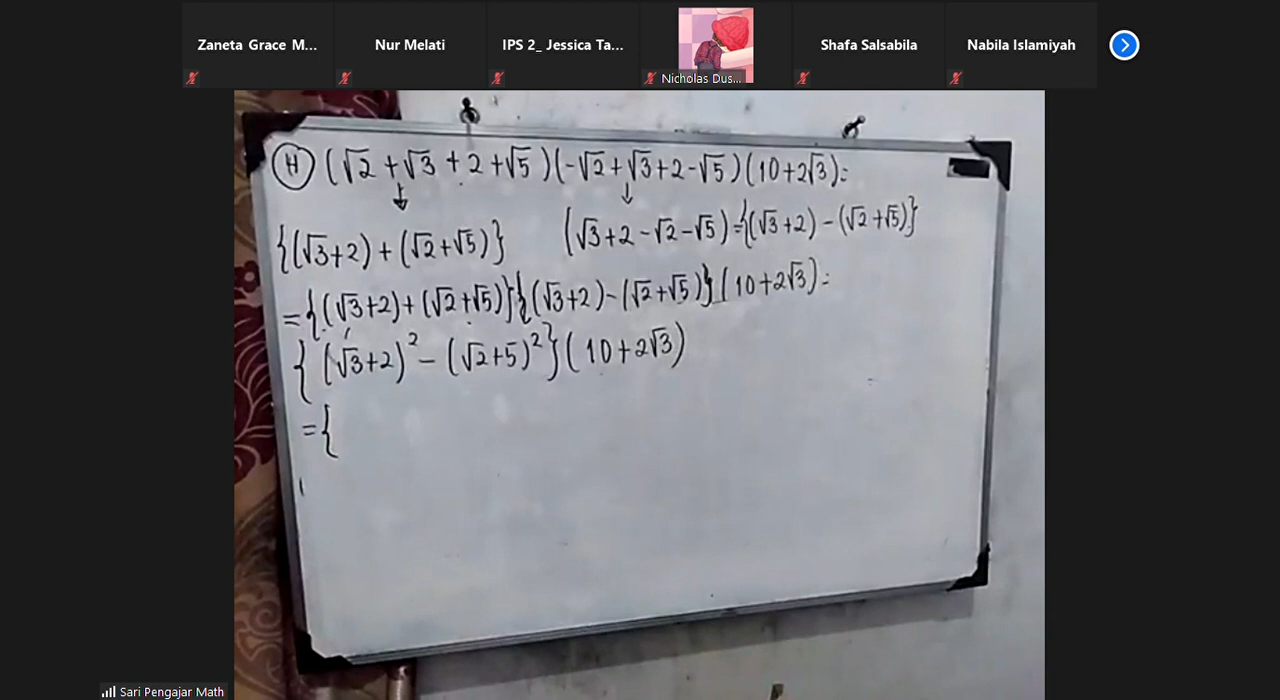 Zaneta Grace M...
Nur Melati
IPS 2_ Jessica Ta...
Nicholas Dus...
Shafa Salsabila
Nabila Islamiyah
(H) (√2 + √3 + 2 + √5)(-√2 + √3 + 2 - √5)(10 + 2√3) =
{(√3+2) + (√2+√5)} (√3+2 - √2 - √5) = {(√3+2) - (√2+√5)}
= {(√3+2) + (√2+√5)}{(√3+2) - (√2+√5)}(10+2√3) =
{(√3+2)² - (√2+5)²}(10+2√3)
= {
Sari Pengajar Math